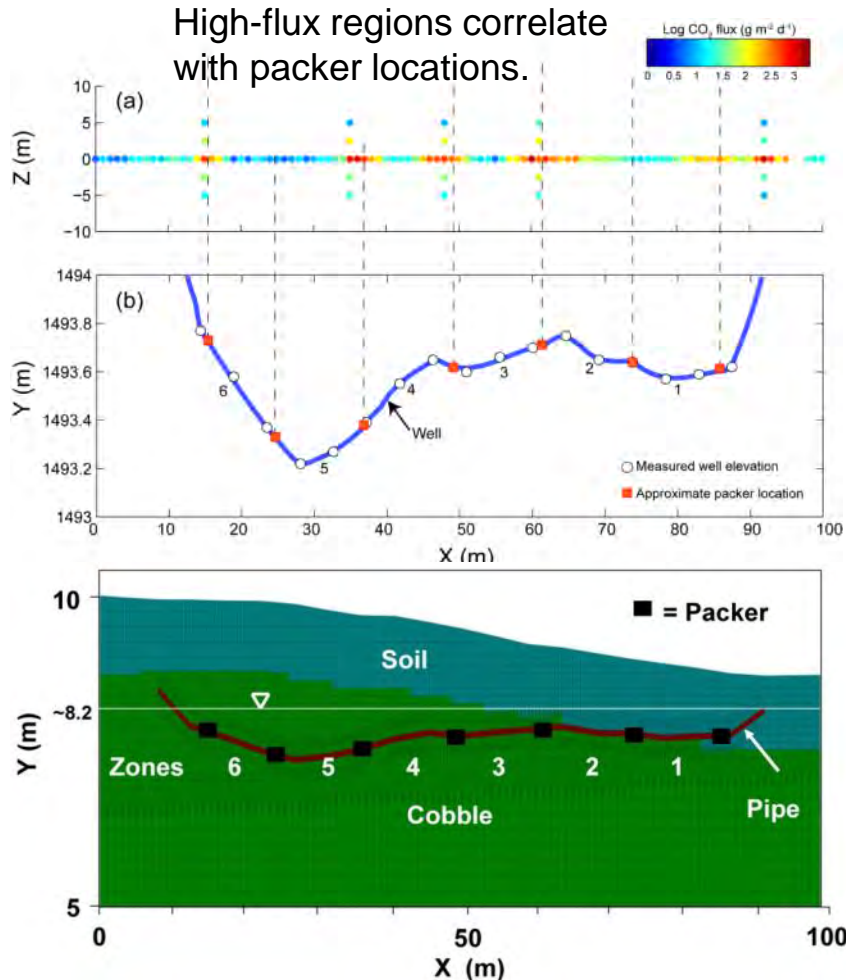 High-flux regions correlate
with packer locations.
Log CO₂ flux (g m⁻² d⁻¹)
0 0.5 1 1.5 2 2.5 3
(a)
Z (m)
10
5
0
−5
−10
(b)
Y (m)
1494
1493.8
1493.6
1493.4
1493.2
1493
6
5
4
3
2
1
Well
Measured well elevation
Approximate packer location
0 10 20 30 40 50 60 70 80 90 100
X (m)
10
~8.2
5
Y (m)
= Packer
Soil
Zones 6 5 4 3 2 1
Cobble
Pipe
0 50 100
X (m)